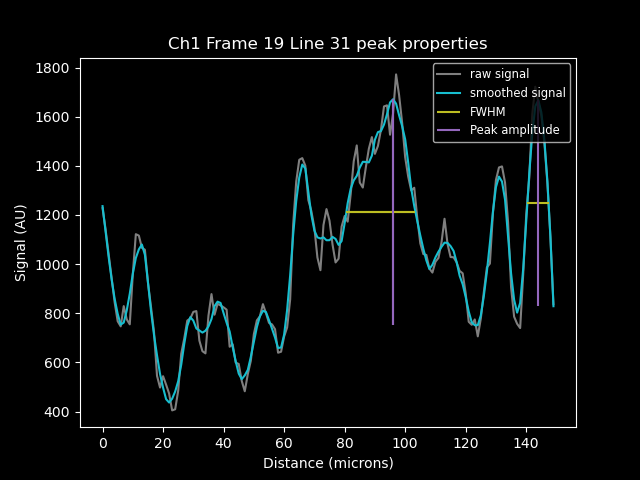 Ch1 Frame 19 Line 31 peak properties
raw signal
smoothed signal
FWHM
Peak amplitude
Signal (AU)
1800
1600
1400
1200
1000
800
600
400
0 20 40 60 80 100 120 140
Distance (microns)